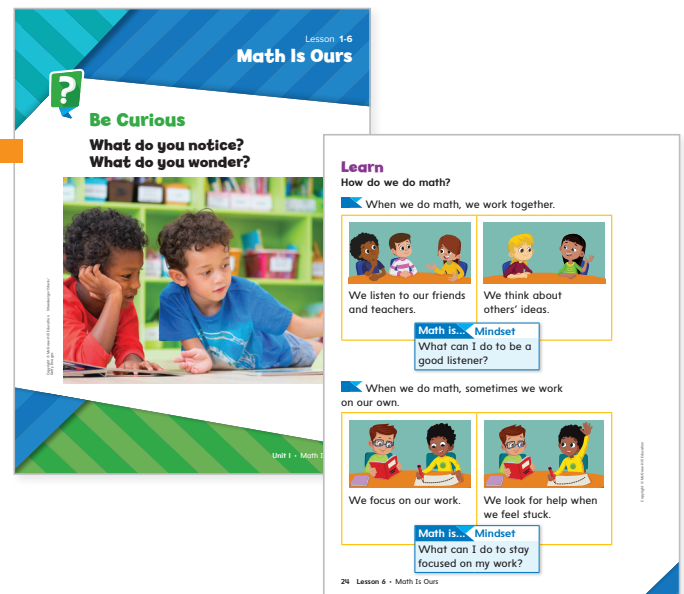 Lesson 1-6
Math Is Ours
?
Be Curious
What do you notice?
What do you wonder?
Unit 1 • Math I
Learn
How do we do math?
When we do math, we work together.
We listen to our friends
and teachers.
We think about
others' ideas.
Math is... Mindset
What can I do to be a
good listener?
When we do math, sometimes we work
on our own.
We focus on our work.
We look for help when
we feel stuck.
Math is... Mindset
What can I do to stay
focused on my work?
24 Lesson 6 • Math Is Ours
Copyright © McGraw-Hill Education